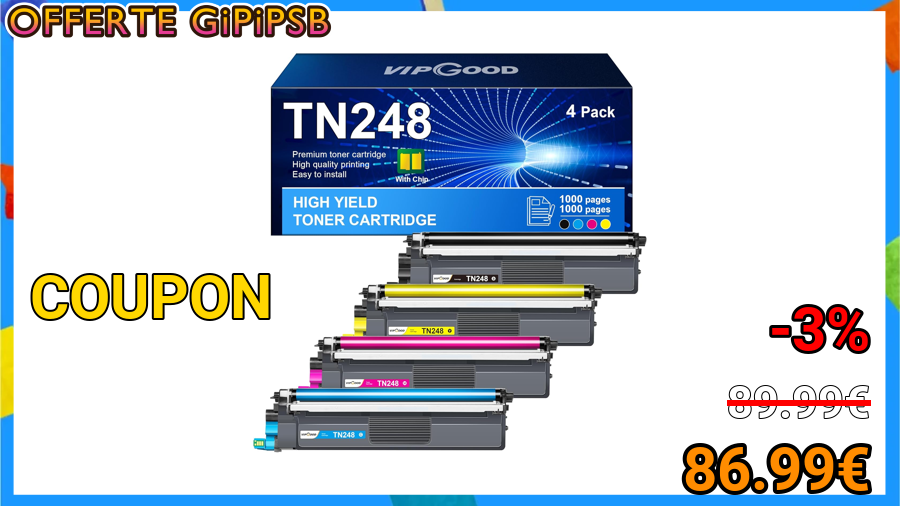 OFFERTE GiPiPSB
VIPGOOD
TN248
4 Pack
Premium toner cartridge
High quality printing
Easy to install
With Chip
HIGH YIELD
TONER CARTRIDGE
1000 pages
1000 pages
TN248
COUPON
TN248
-3%
TN248
89.99€
TN248
86.99€